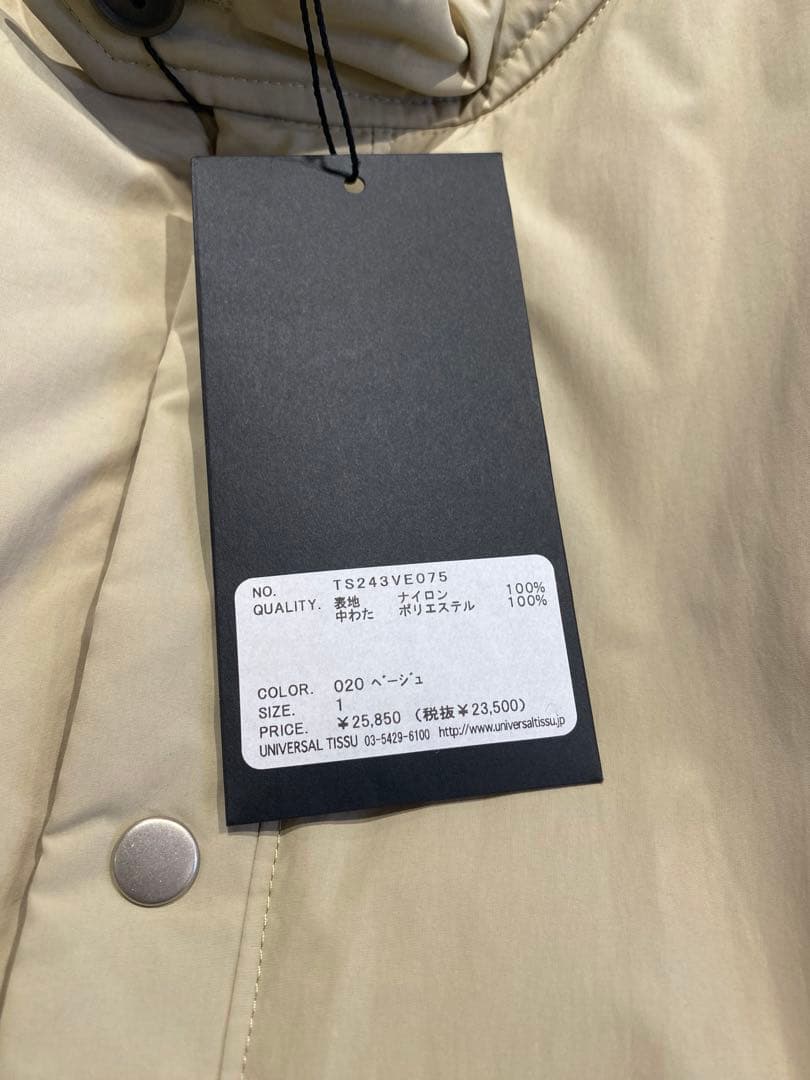 NO. TS243VE075
QUALITY. 表地 ナイロン 100%
中わた ポリエステル 100%
COLOR. 020 ベージュ
SIZE. 1
PRICE. ¥25,850 (税抜¥23,500)
UNIVERSAL TISSU 03-5429-6100 http://www.universaltissu.jp